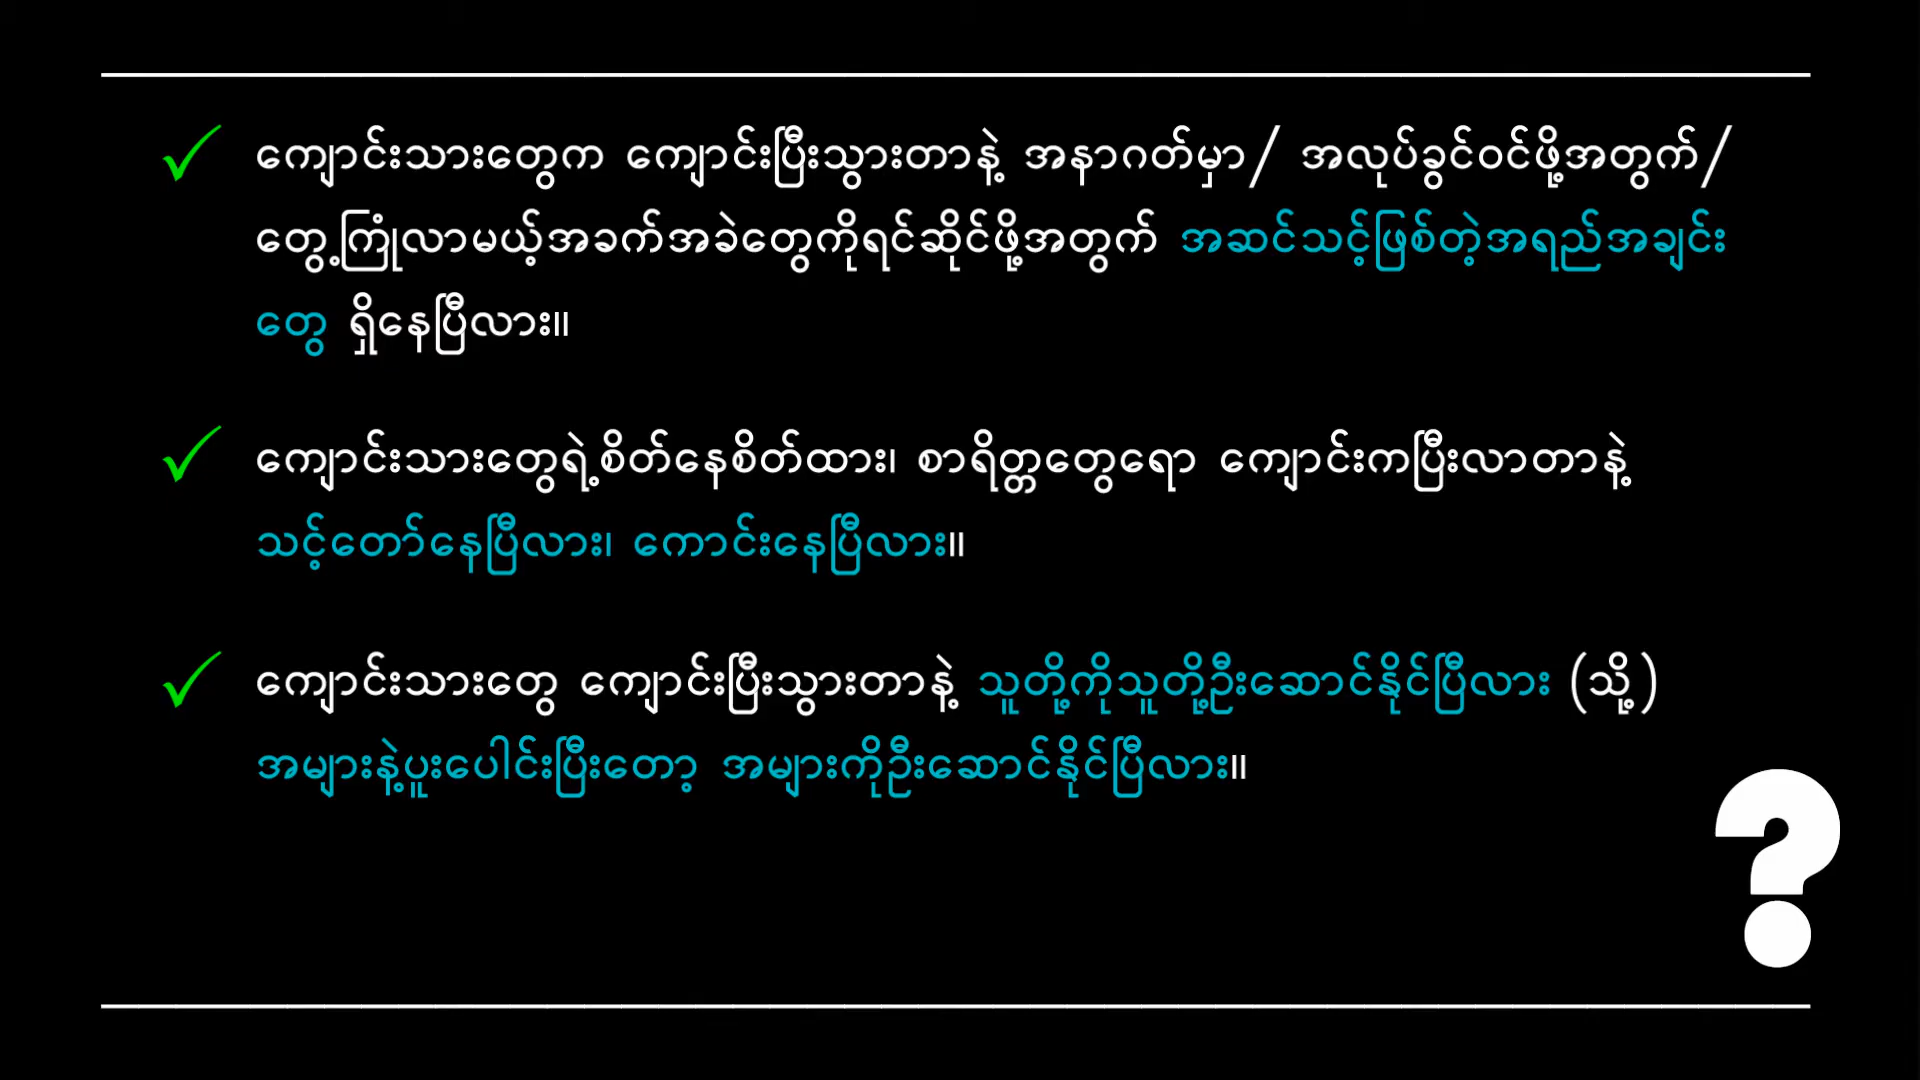 ကျောင်းသားတွေက ကျောင်းပြီးသွားတာနဲ့ အနာဂတ်မှာ/ အလုပ်ခွင်ဝင်ဖို့အတွက်/
တွေ့ကြုံလာမယ့်အခက်အခဲတွေကိုရင်ဆိုင်ဖို့အတွက် အဆင်သင့်ဖြစ်တဲ့အရည်အချင်း
တွေ ရှိနေပြီလား။
ကျောင်းသားတွေရဲ့စိတ်နေစိတ်ထား၊ စာရိတ္တတွေရော ကျောင်းကပြီးလာတာနဲ့
သင့်တော်နေပြီလား၊ ကောင်းနေပြီလား။
ကျောင်းသားတွေ ကျောင်းပြီးသွားတာနဲ့ သူတို့ကိုသူတို့ဦးဆောင်နိုင်ပြီလား (သို့)
အများနဲ့ပူးပေါင်းပြီးတော့ အများကိုဦးဆောင်နိုင်ပြီလား။
?